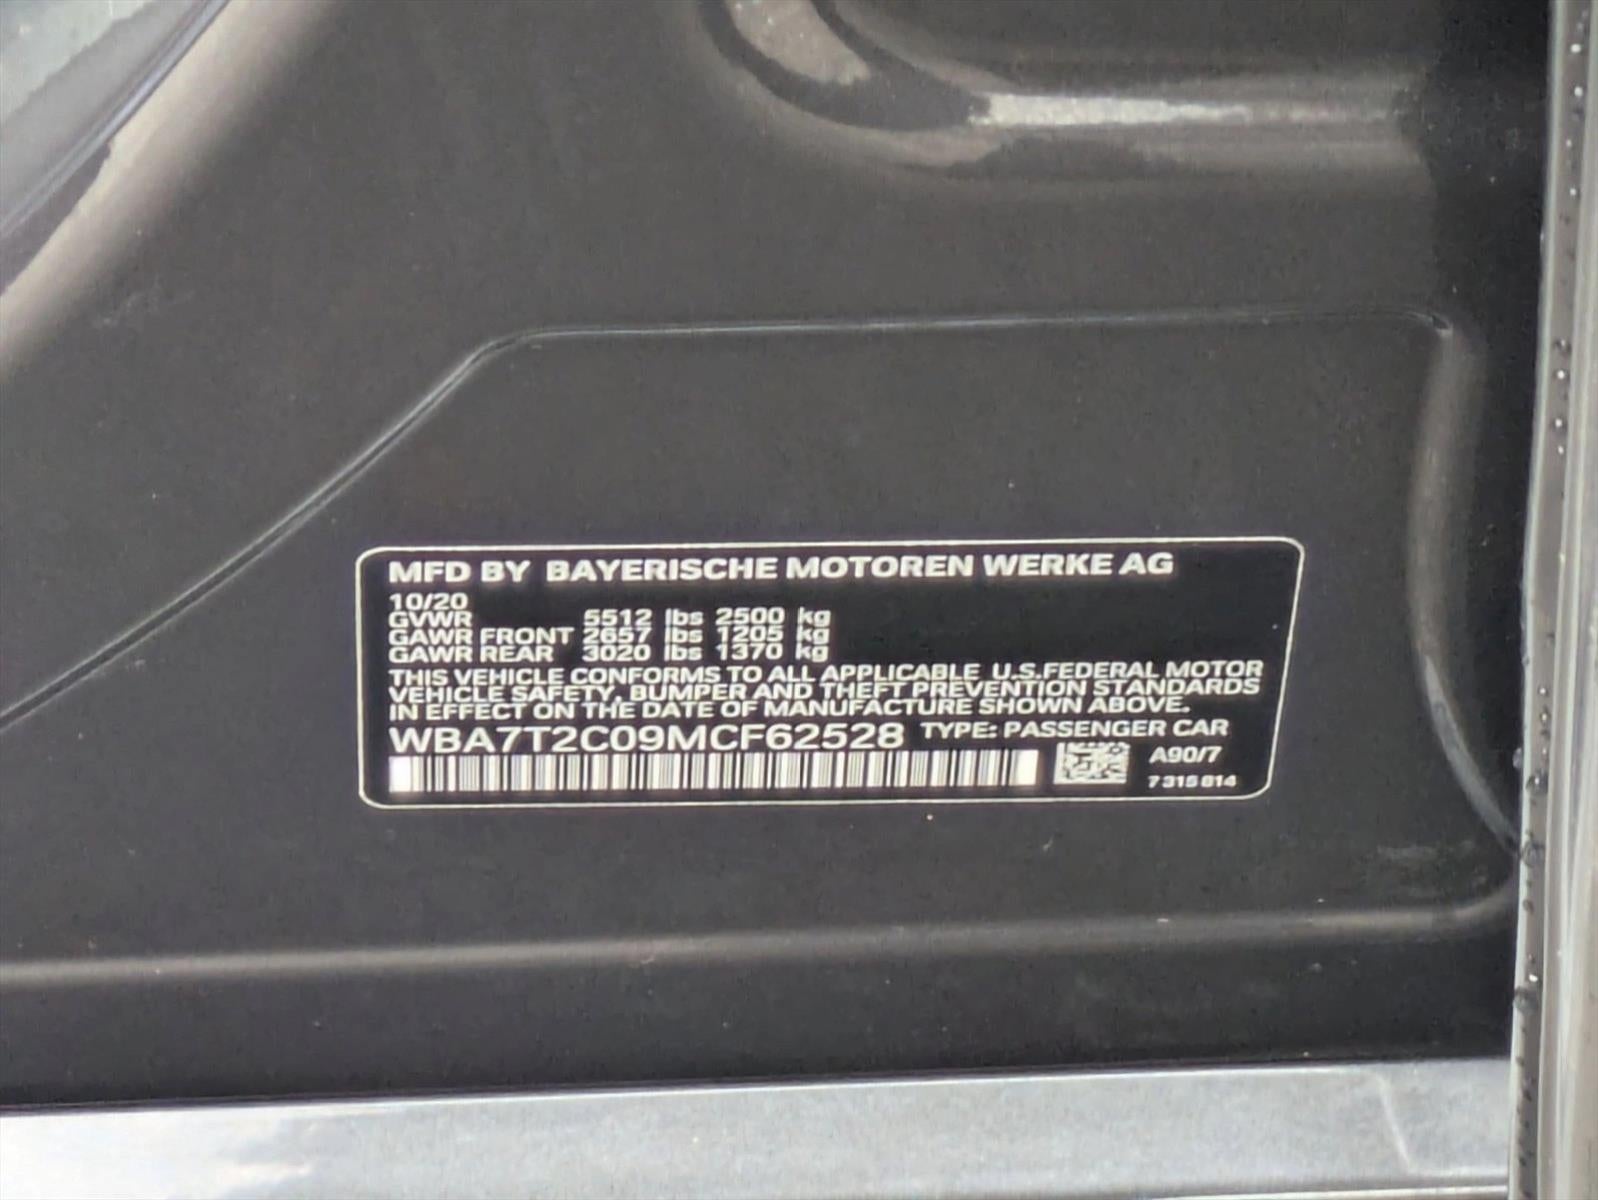 MFD BY BAYERISCHE MOTOREN WERKE AG
10/20
GVWR 5512 lbs 2500 kg
GAWR FRONT 2657 lbs 1205 kg
GAWR REAR 3020 lbs 1370 kg
THIS VEHICLE CONFORMS TO ALL APPLICABLE U.S.FEDERAL MOTOR
VEHICLE SAFETY, BUMPER AND THEFT PREVENTION STANDARDS
IN EFFECT ON THE DATE OF MANUFACTURE SHOWN ABOVE.
WBA7T2C09MCF62528 TYPE: PASSENGER CAR
A90/7
7 315 814